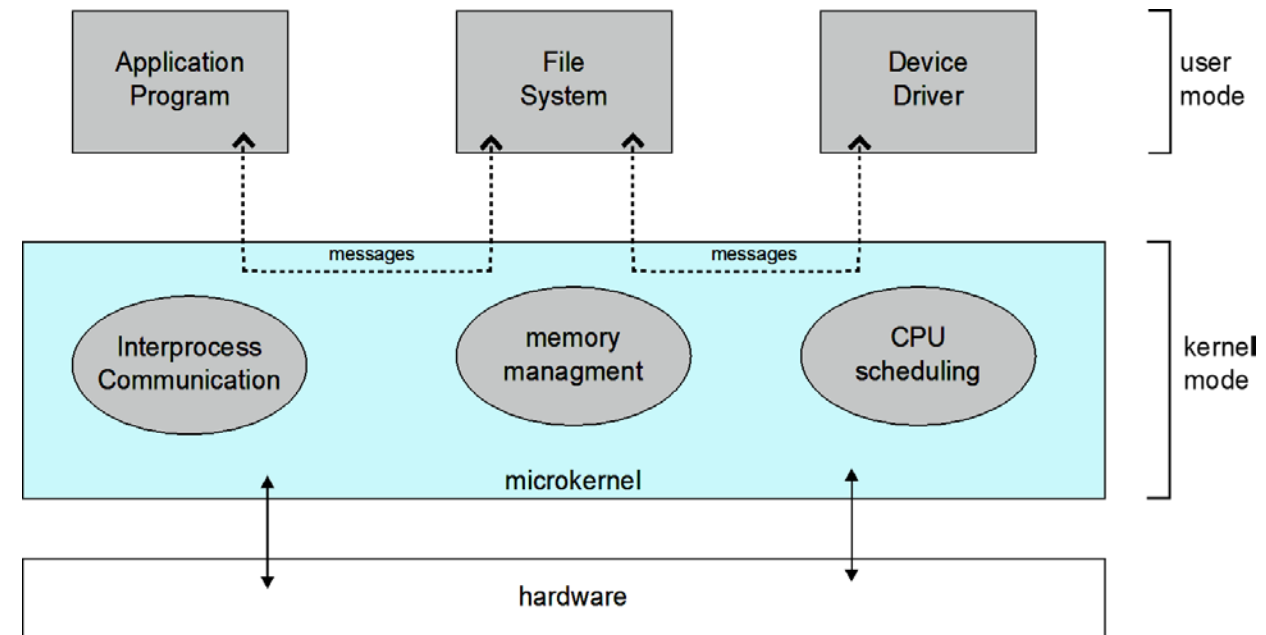 Application
Program
File
System
Device
Driver
user
mode
messages
messages
Interprocess
Communication
memory
managment
CPU
scheduling
kernel
mode
microkernel
hardware